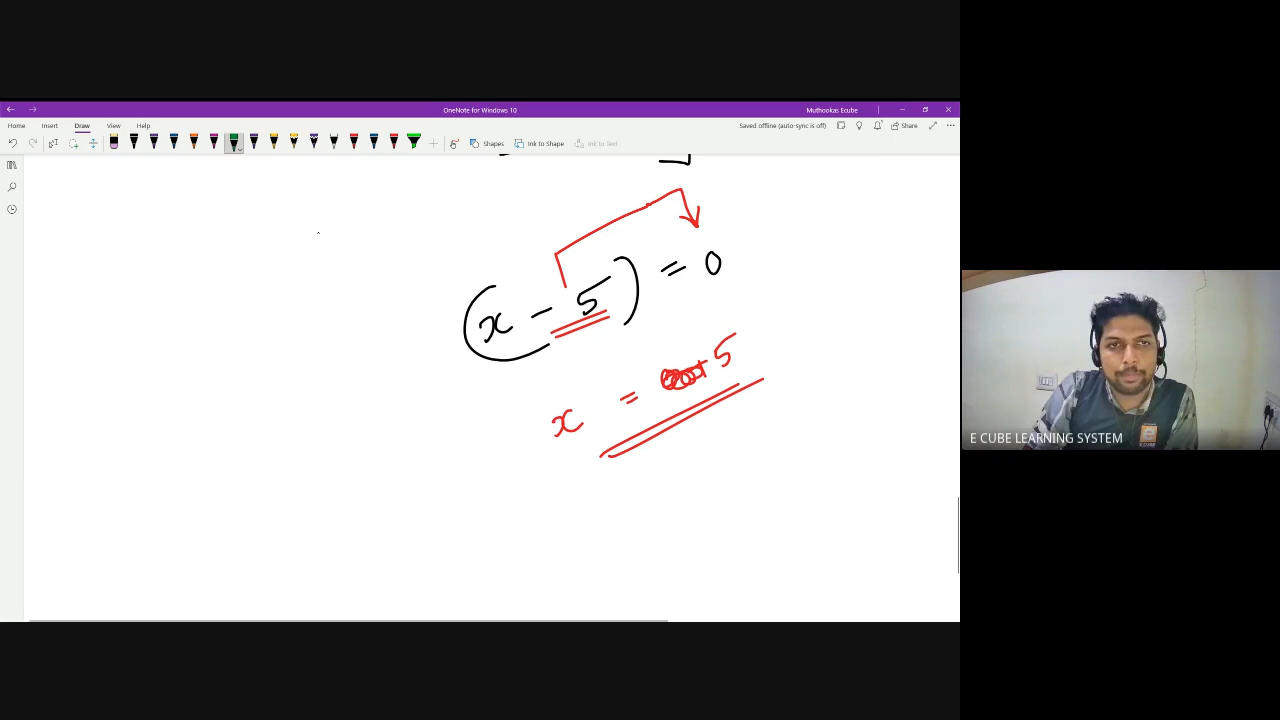 OneNote for Windows 10
Muthookas Ecube
Home Insert Draw View Help
Saved offline (auto-sync is off)
Share
Shapes
Ink to Shape
Ink to Text
(x - 5) = 0
x = 5
E CUBE LEARNING SYSTEM